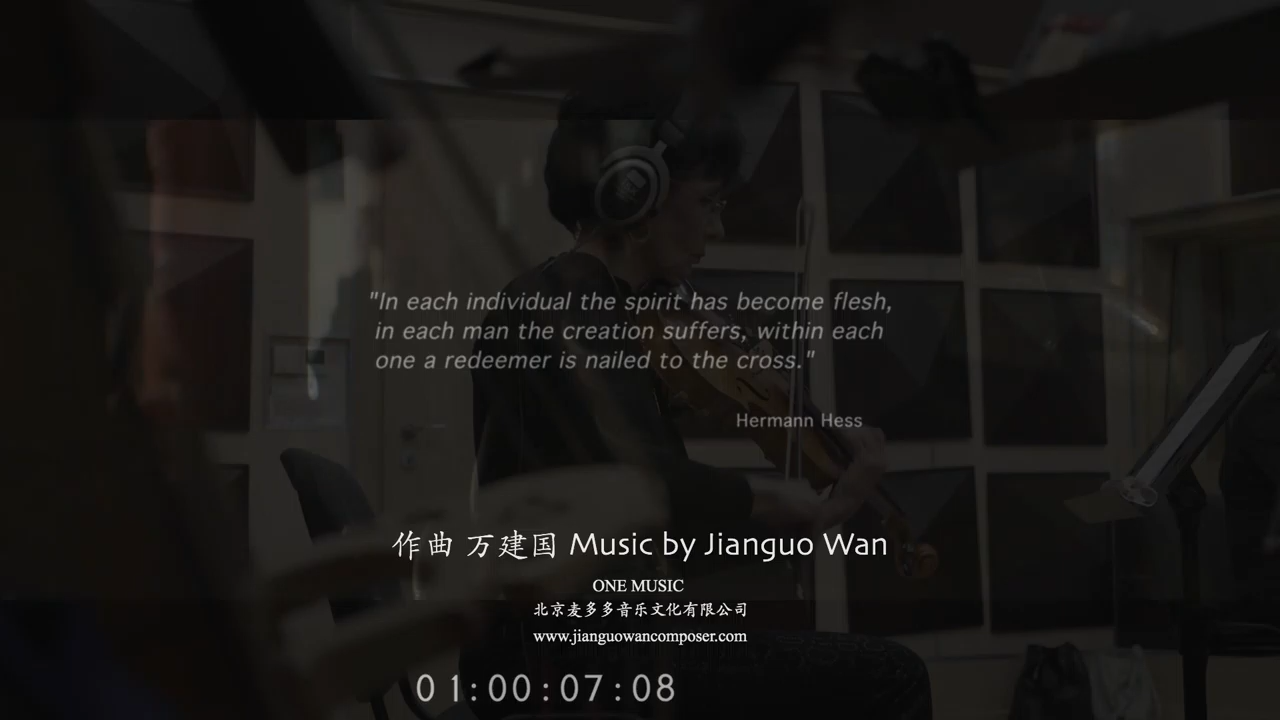 "In each individual the spirit has become flesh,
in each man the creation suffers, within each
one a redeemer is nailed to the cross."
Hermann Hess
作曲 万建国 Music by Jianguo Wan
ONE MUSIC
北京麦多多音乐文化有限公司
www.jianguowancomposer.com
01:00:07:08